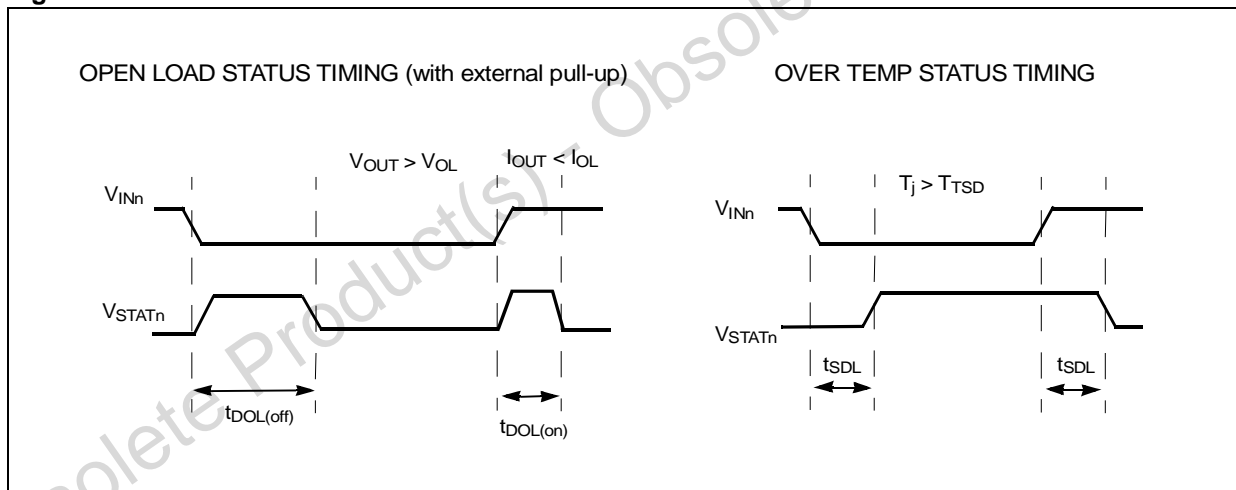 OPEN LOAD STATUS TIMING (with external pull-up)
VOUT > VOL
IOUT < IOL
VINn
VSTATn
tDOL(off)
tDOL(on)
OVER TEMP STATUS TIMING
Tj > TTSD
VINn
VSTATn
tSDL
tSDL
Obsolete Product(s) - Obsole